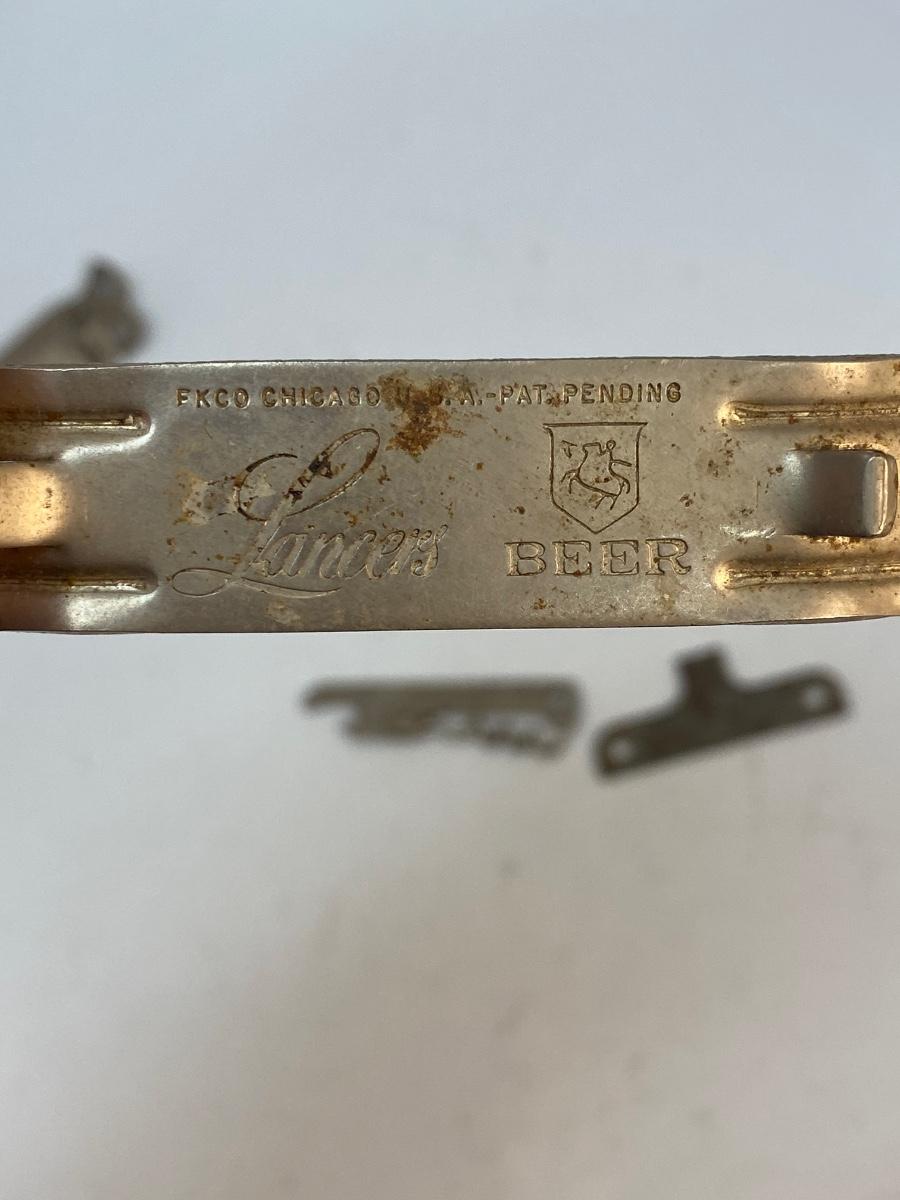 EKCO CHICAGO U.S.A.-PAT. PENDING
Lancers
BEER